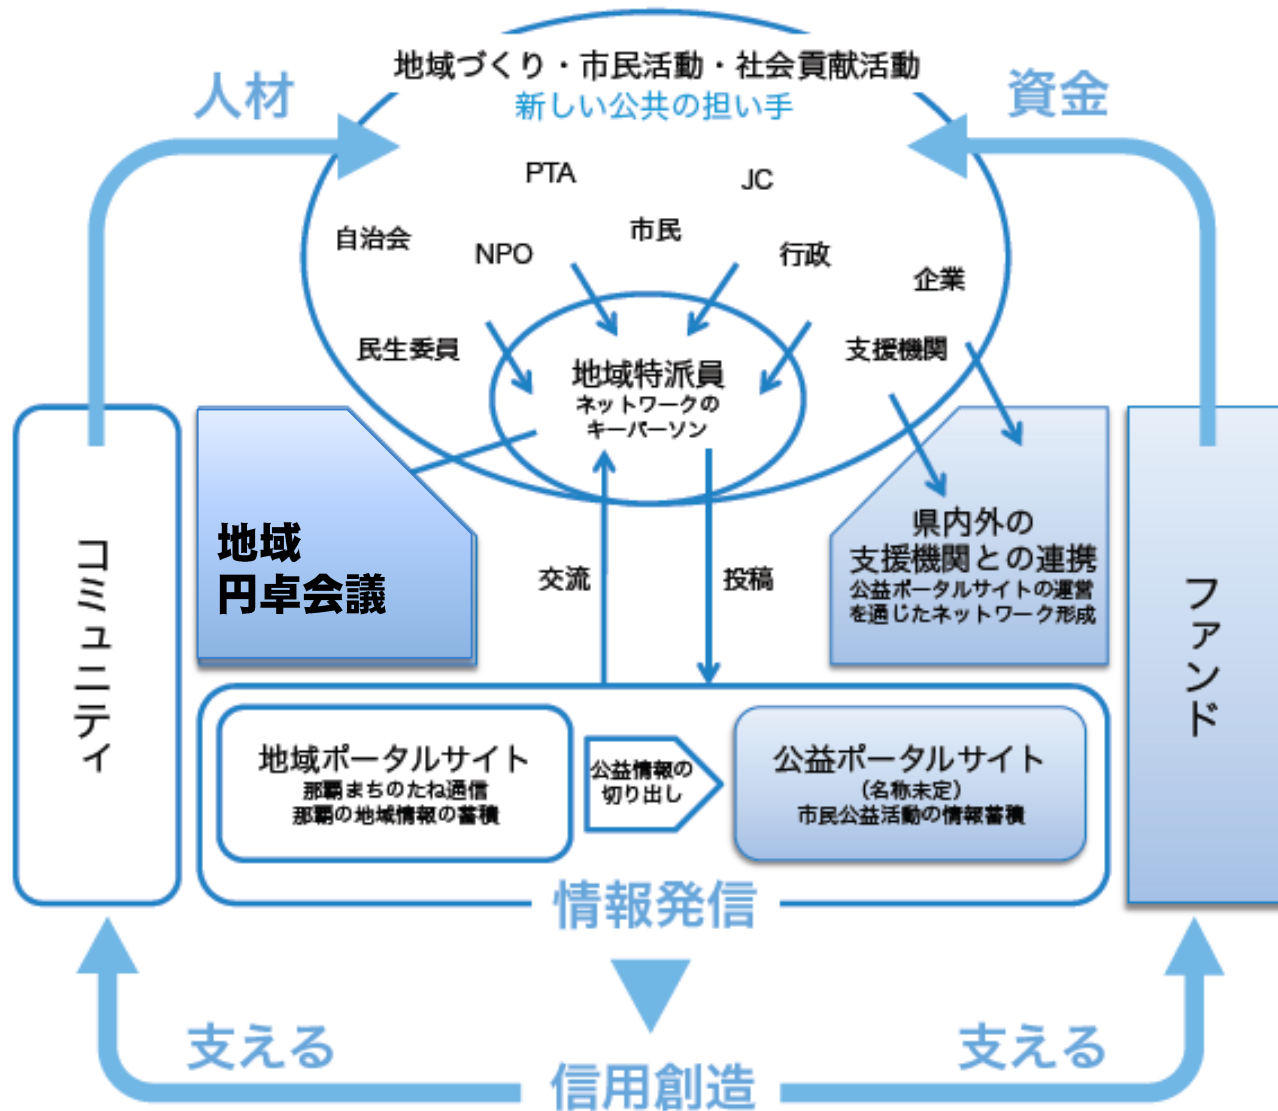 地域づくり・市民活動・社会貢献活動
新しい公共の担い手
人材
資金
PTA
JC
自治会
NPO
市民
行政
企業
民生委員
支援機関
地域特派員
ネットワークの
キーパーソン
地域
円卓会議
県内外の
支援機関との連携
公益ポータルサイトの運営
を通じたネットワーク形成
交流
投稿
コミュニティ
ファンド
地域ポータルサイト
那覇まちのたね通信
那覇の地域情報の蓄積
公益情報の
切り出し
公益ポータルサイト
（名称未定）
市民公益活動の情報蓄積
情報発信
支える
支える
信用創造